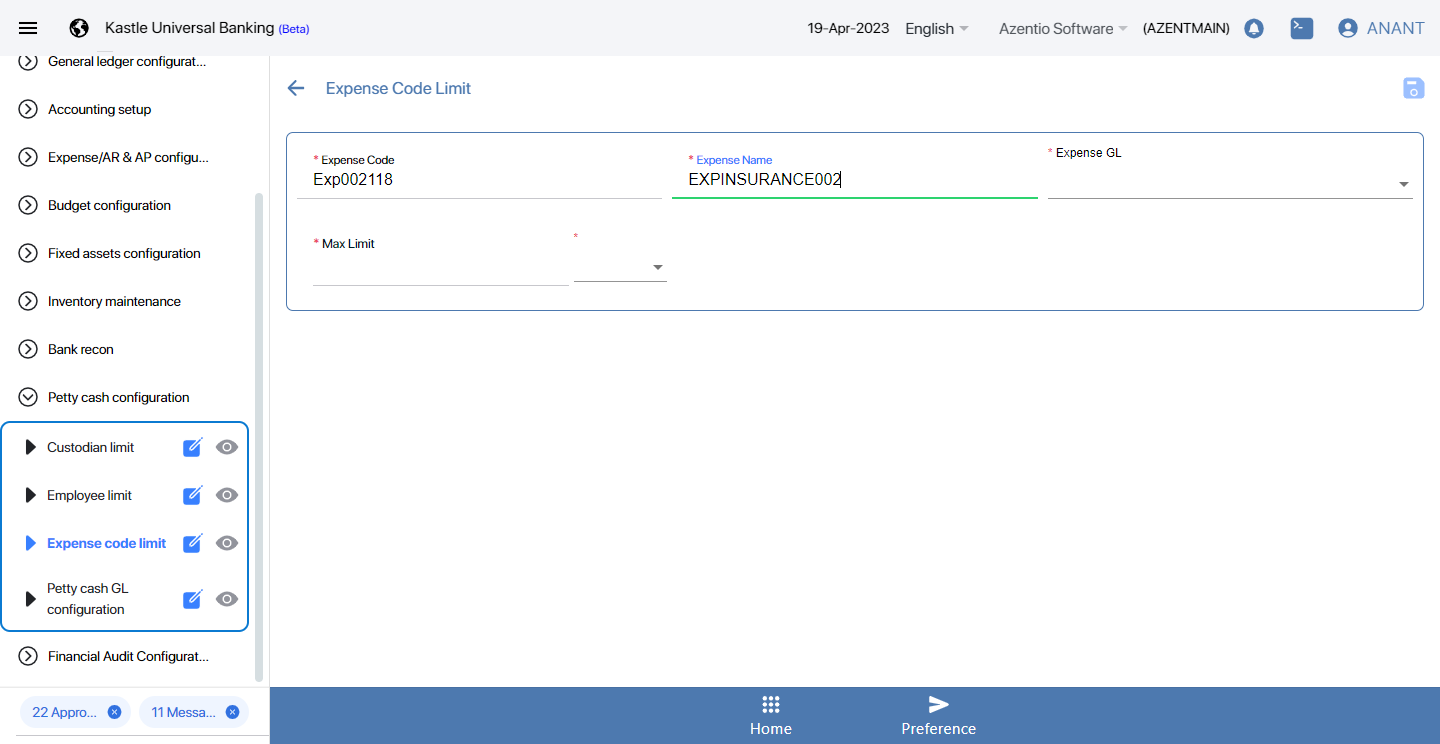 Kastle Universal Banking (Beta)
19-Apr-2023 English Azentio Software (AZENTMAIN) ANANT
General ledger configurat...
Accounting setup
Expense/AR & AP configu...
Budget configuration
Fixed assets configuration
Inventory maintenance
Bank recon
Petty cash configuration
Custodian limit
Employee limit
Expense code limit
Petty cash GL
configuration
Financial Audit Configurat...
22 Appro...
11 Messa...
Expense Code Limit
* Expense Code
Exp002118
* Expense Name
EXPINSURANCE002
* Expense GL
* Max Limit
*
Home
Preference